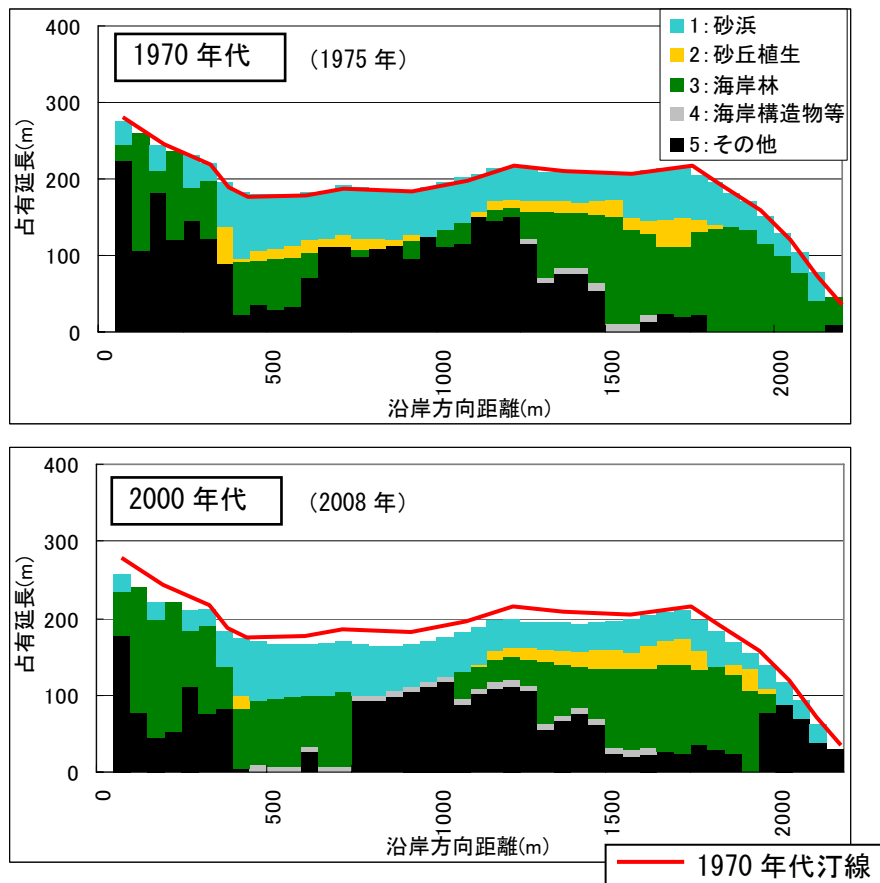 400
300
200
100
0
占有延長(m)
1970 年代
(1975 年)
1:砂浜
2:砂丘植生
3:海岸林
4:海岸構造物等
5:その他
0
500
1000
1500
2000
沿岸方向距離(m)
400
300
200
100
0
占有延長(m)
2000 年代
(2008 年)
0
500
1000
1500
2000
沿岸方向距離(m)
1970 年代汀線